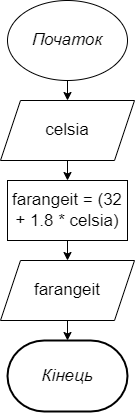 Початок
celsia
farangeit = (32
+ 1.8 * celsia)
farangeit
Кінець